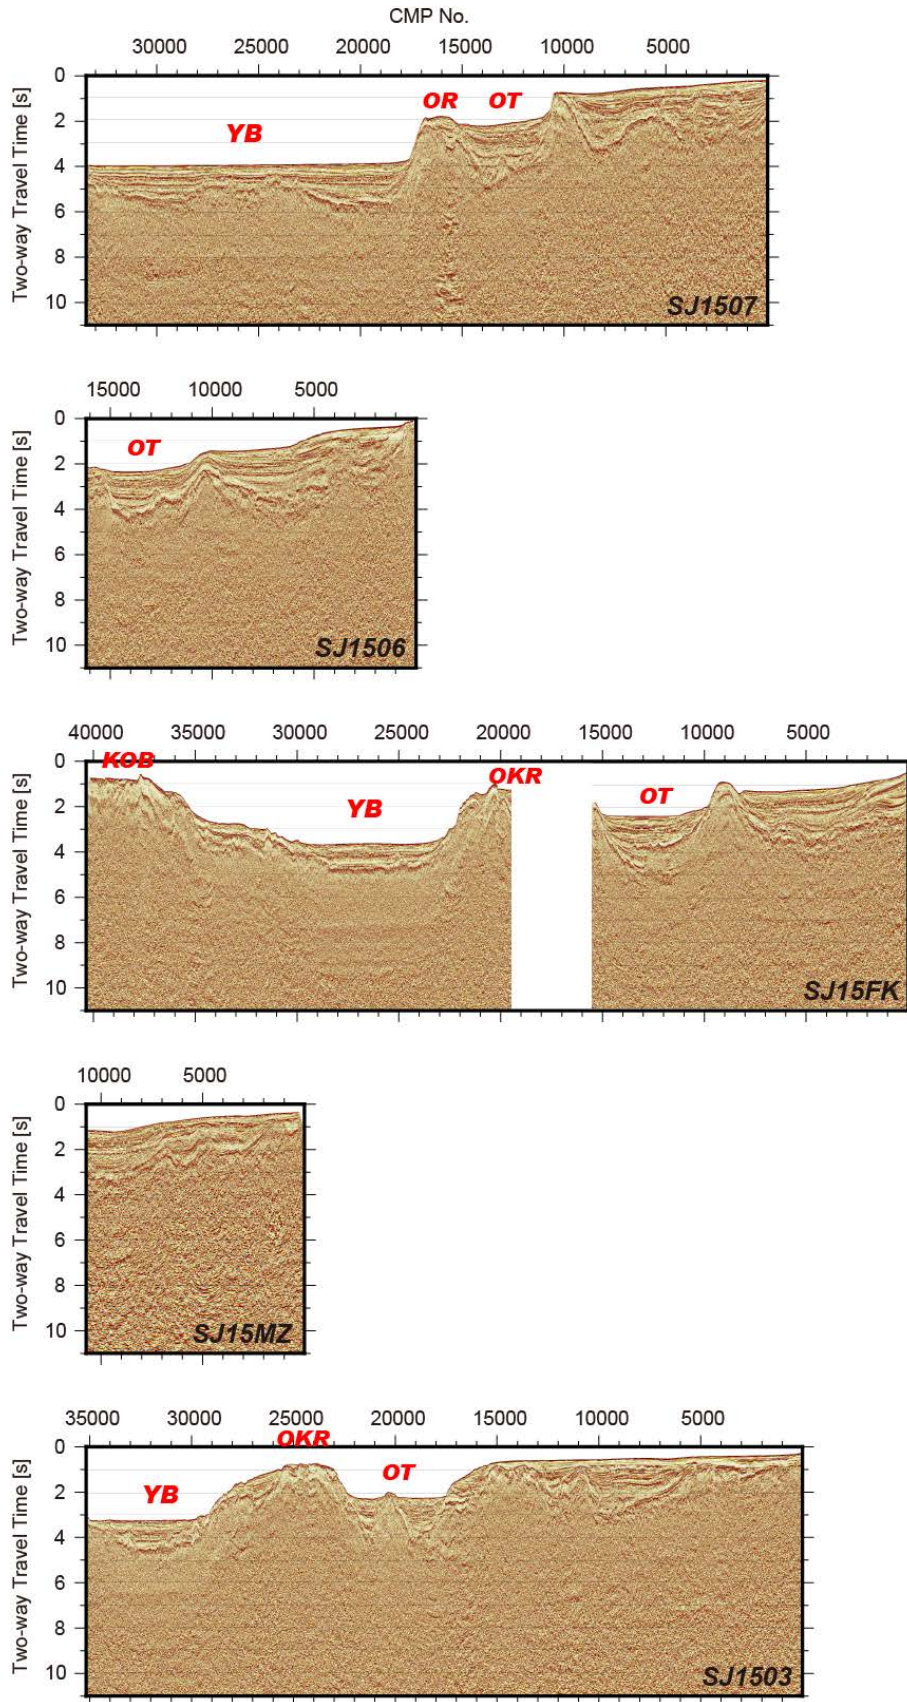 CMP No.
30000 25000 20000 15000 10000 5000
0
2
4
6
8
10
Two-way Travel Time [s]
YB
OR
OT
SJ1507
15000 10000 5000
0
2
4
6
8
10
Two-way Travel Time [s]
OT
SJ1506
40000 35000 30000 25000 20000 15000 10000 5000
0
2
4
6
8
10
Two-way Travel Time [s]
KOB
YB
OKR
OT
SJ15FK
10000 5000
0
2
4
6
8
10
Two-way Travel Time [s]
SJ15MZ
35000 30000 25000 20000 15000 10000 5000
0
2
4
6
8
10
Two-way Travel Time [s]
YB
OKR
OT
SJ1503